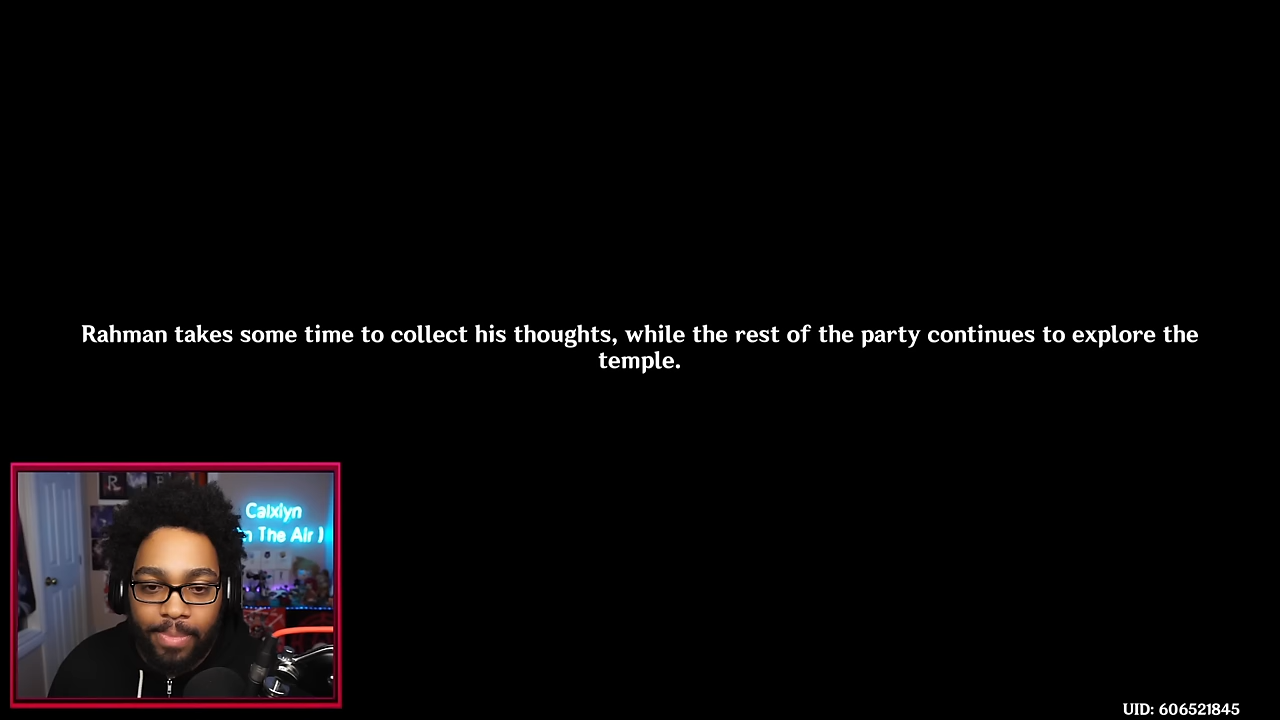 Rahman takes some time to collect his thoughts, while the rest of the party continues to explore the
temple.
Caixlyn
n The Air )
UID: 606521845